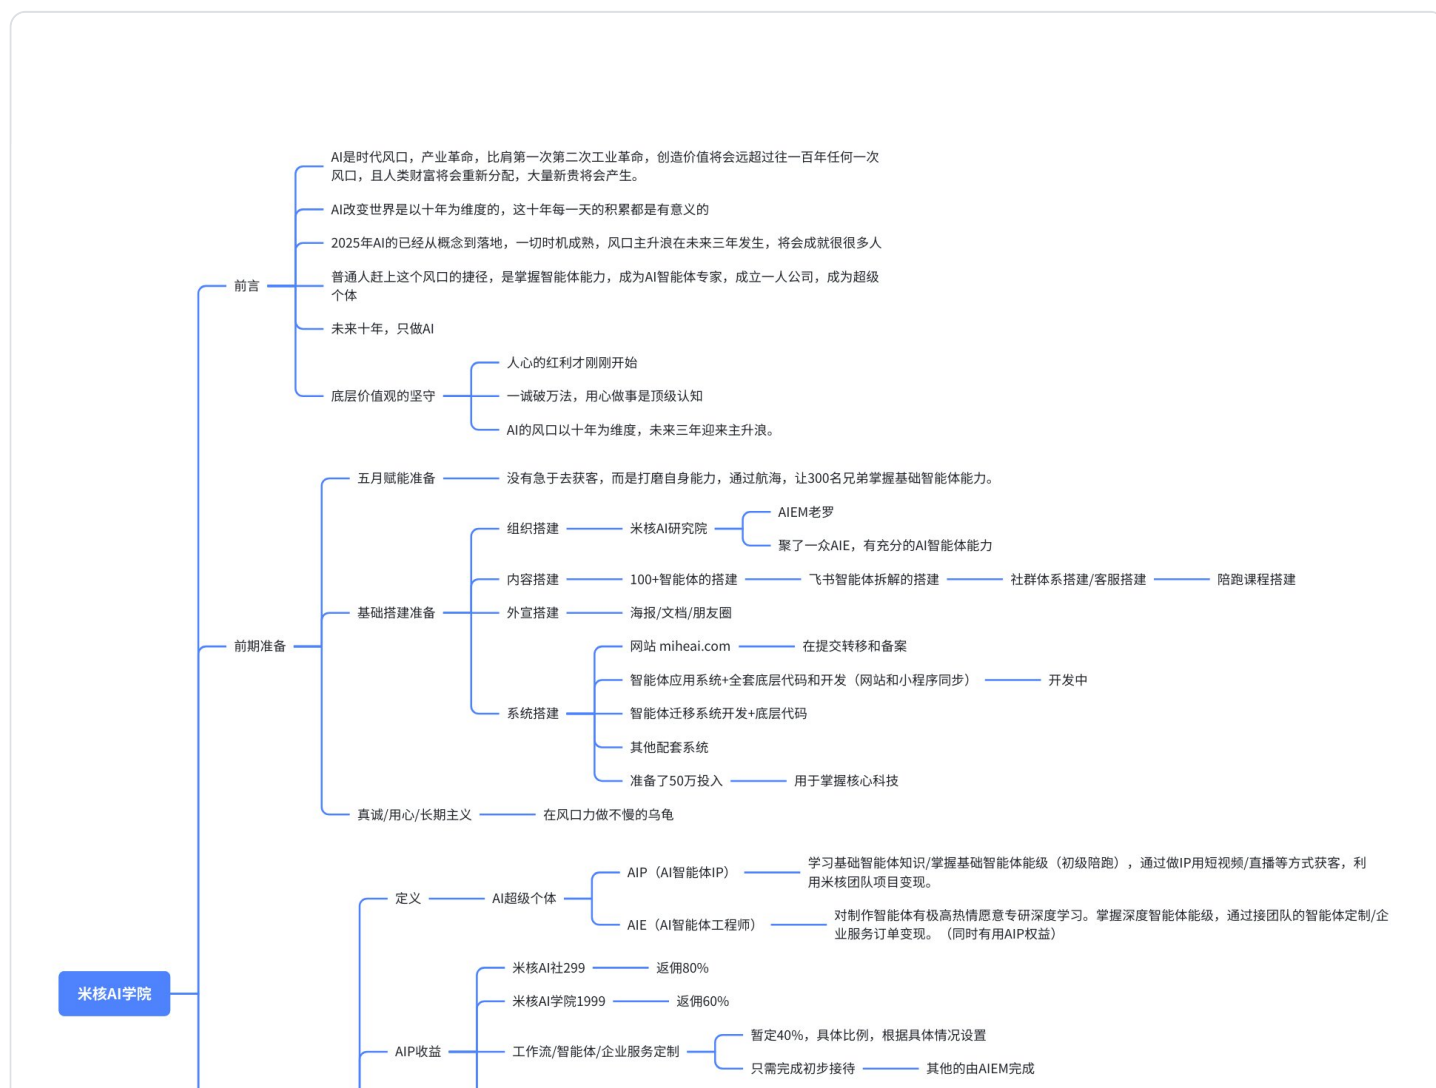 AI是时代风口，产业革命，比肩第一次第二次工业革命，创造价值将会远超过往一百年任何一次
风口，且人类财富将会重新分配，大量新贵将会产生。
AI改变世界是以十年为维度的，这十年每一天的积累都是有意义的
2025年AI的已经从概念到落地，一切时机成熟，风口主升浪在未来三年发生，将会成就很很多人
前言
普通人赶上这个风口的捷径，是掌握智能体能力，成为AI智能体专家，成立一人公司，成为超级
个体
未来十年，只做AI
底层价值观的坚守
人心的红利才刚刚开始
一诚破万法，用心做事是顶级认知
AI的风口以十年为维度，未来三年迎来主升浪。
前期准备
五月赋能准备
没有急于去获客，而是打磨自身能力，通过航海，让300名兄弟掌握基础智能体能力。
基础搭建准备
组织搭建
米核AI研究院
AIEM老罗
聚了一众AIE，有充分的AI智能体能力
内容搭建
100+智能体的搭建
飞书智能体拆解的搭建
社群体系搭建/客服搭建
陪跑课程搭建
外宣搭建
海报/文档/朋友圈
系统搭建
网站 miheai.com
在提交转移和备案
智能体应用系统+全套底层代码和开发（网站和小程序同步）
开发中
智能体迁移系统开发+底层代码
其他配套系统
准备了50万投入
用于掌握核心科技
真诚/用心/长期主义
在风口力做不慢的乌龟
米核AI学院
定义
AI超级个体
AIP（AI智能体IP）
学习基础智能体知识/掌握基础智能体能级（初级陪跑），通过做IP用短视频/直播等方式获客，利
用米核团队项目变现。
AIE（AI智能体工程师）
对制作智能体有极高热情愿意专研深度学习。掌握深度智能体能级，通过接团队的智能体定制/企
业服务订单变现。（同时有用AIP权益）
AIP收益
米核AI社299
返佣80%
米核AI学院1999
返佣60%
工作流/智能体/企业服务定制
暂定40%，具体比例，根据具体情况设置
只需完成初步接待
其他的由AIEM完成